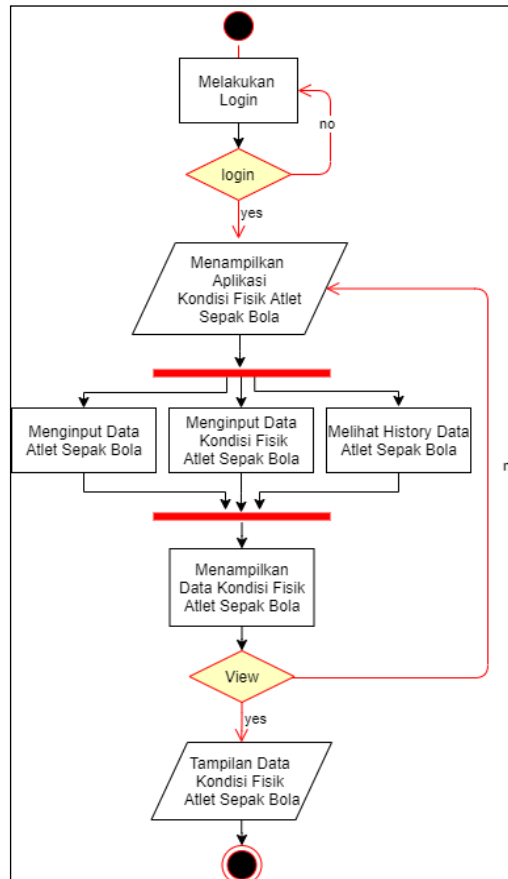 Melakukan
Login
no
login
yes
Menampilkan
Aplikasi
Kondisi Fisik Atlet
Sepak Bola
Menginput Data
Atlet Sepak Bola
Menginput Data
Kondisi Fisik
Atlet Sepak Bola
Melihat History Data
Atlet Sepak Bola
Menampilkan
Data Kondisi Fisik
Atlet Sepak Bola
View
yes
Tampilan Data
Kondisi Fisik
Atlet Sepak Bola